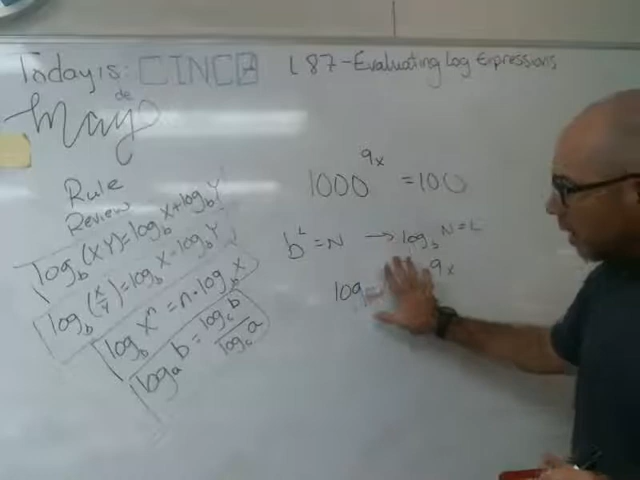 Today is: CINCO
de
Mayo
L87-Evaluating Log Expressions
Rule
Review
log_b(XY)=log_b X+log_b Y
log_b(X/Y)=log_b X-log_b Y
log_b X^n=n·log_b X
log_a b=log_c b/log_c a
1000^9x=100
b^L=N → log_b N=L
log 9x